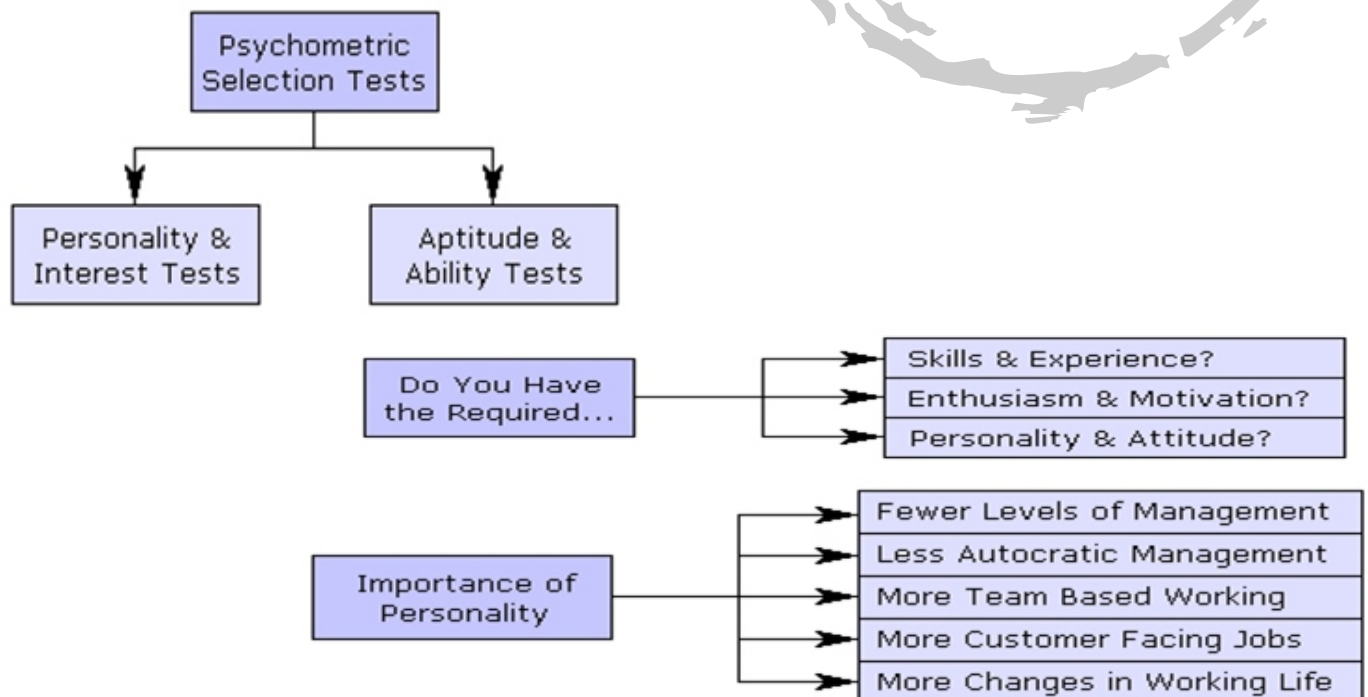 Psychometric
Selection Tests
Personality &
Interest Tests
Aptitude &
Ability Tests
Do You Have
the Required...
Skills & Experience?
Enthusiasm & Motivation?
Personality & Attitude?
Importance of
Personality
Fewer Levels of Management
Less Autocratic Management
More Team Based Working
More Customer Facing Jobs
More Changes in Working Life